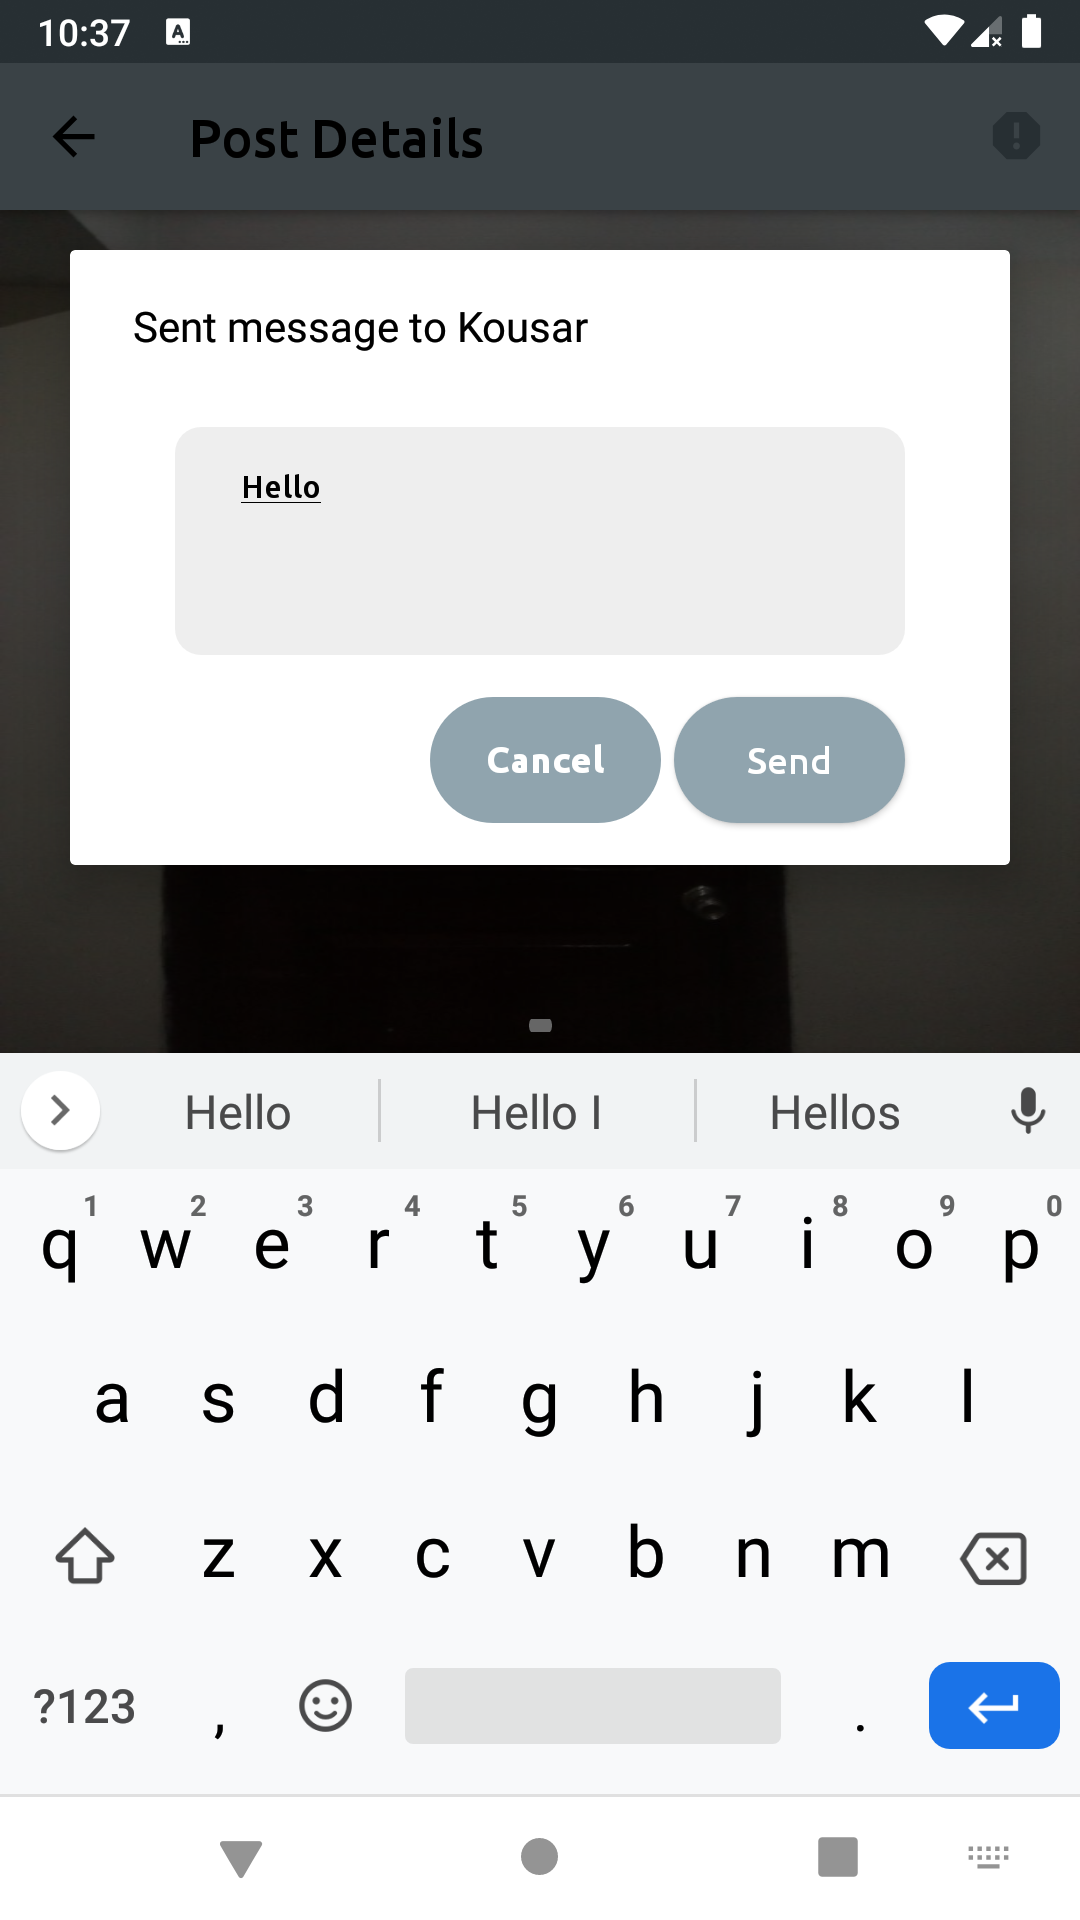 10:37
Post Details
Sent message to Kousar
Hello
Cancel Send
Hello Hello I Hellos
1 2 3 4 5 6 7 8 9 0
q w e r t y u i o p
a s d f g h j k l
z x c v b n m
?123 , .